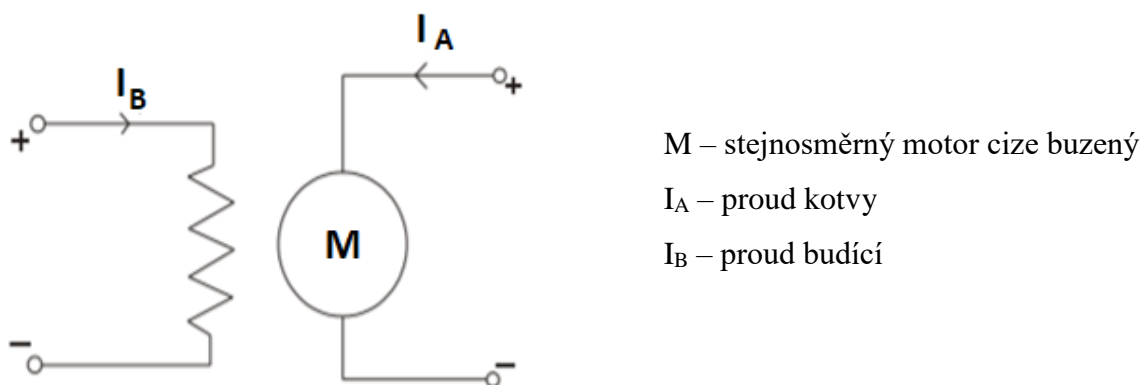 I_A
+
I_B
+
M
–
–
M – stejnosměrný motor cize buzený
I_A – proud kotvy
I_B – proud budící